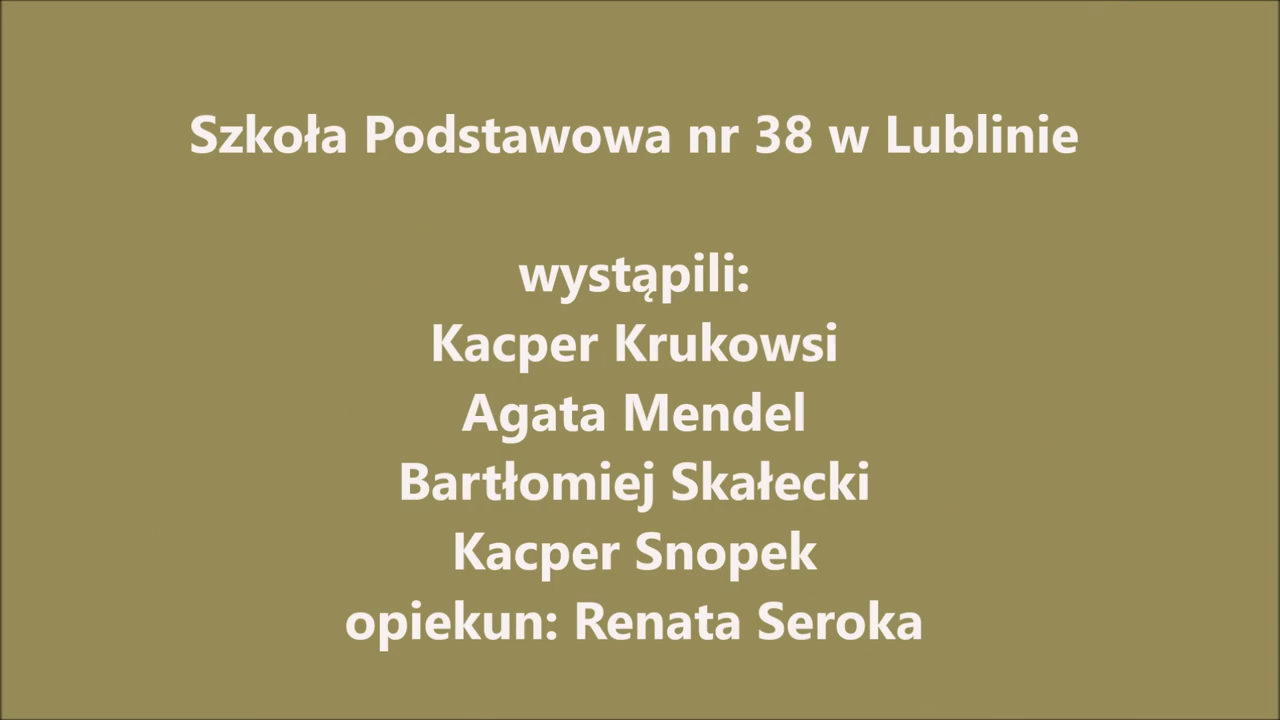 Szkoła Podstawowa nr 38 w Lublinie
wystąpili:
Kacper Krukowsi
Agata Mendel
Bartłomiej Skałecki
Kacper Snopek
opiekun: Renata Seroka